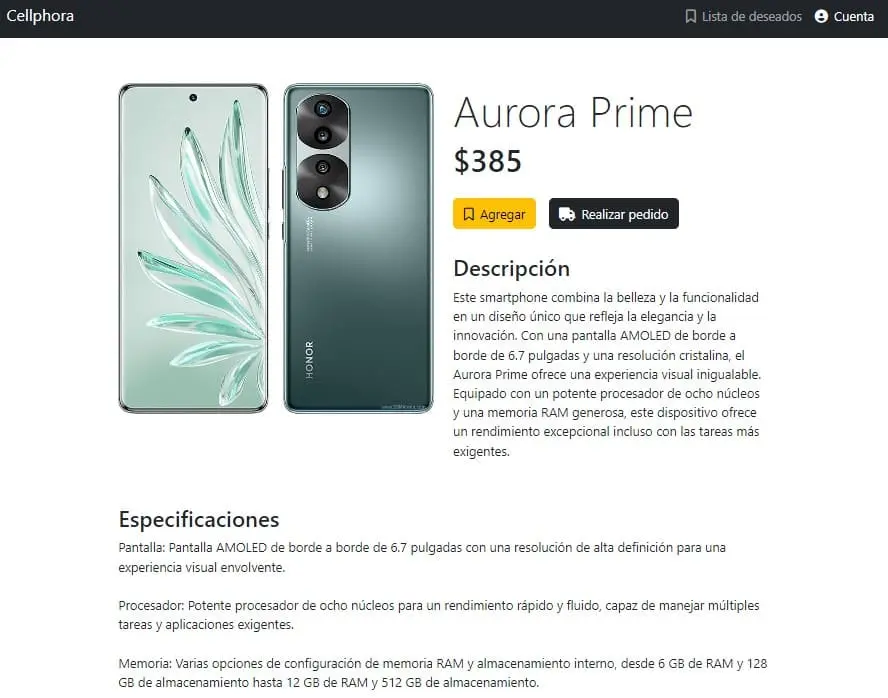 Cellphora
Lista de deseados
Cuenta
Aurora Prime
$385
Agregar
Realizar pedido
Descripción
Este smartphone combina la belleza y la funcionalidad
en un diseño único que refleja la elegancia y la
innovación. Con una pantalla AMOLED de borde a
borde de 6.7 pulgadas y una resolución cristalina, el
Aurora Prime ofrece una experiencia visual inigualable.
Equipado con un potente procesador de ocho núcleos
y una memoria RAM generosa, este dispositivo ofrece
un rendimiento excepcional incluso con las tareas más
exigentes.
HONOR
Especificaciones
Pantalla: Pantalla AMOLED de borde a borde de 6.7 pulgadas con una resolución de alta definición para una
experiencia visual envolvente.
Procesador: Potente procesador de ocho núcleos para un rendimiento rápido y fluido, capaz de manejar múltiples
tareas y aplicaciones exigentes.
Memoria: Varias opciones de configuración de memoria RAM y almacenamiento interno, desde 6 GB de RAM y 128
GB de almacenamiento hasta 12 GB de RAM y 512 GB de almacenamiento.